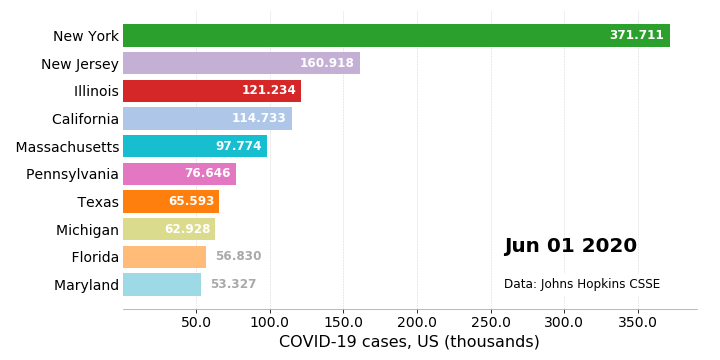 New York 371.711
New Jersey 160.918
Illinois 121.234
California 114.733
Massachusetts 97.774
Pennsylvania 76.646
Texas 65.593
Michigan 62.928
Florida 56.830
Maryland 53.327
Jun 01 2020
Data: Johns Hopkins CSSE
50.0 100.0 150.0 200.0 250.0 300.0 350.0
COVID-19 cases, US (thousands)